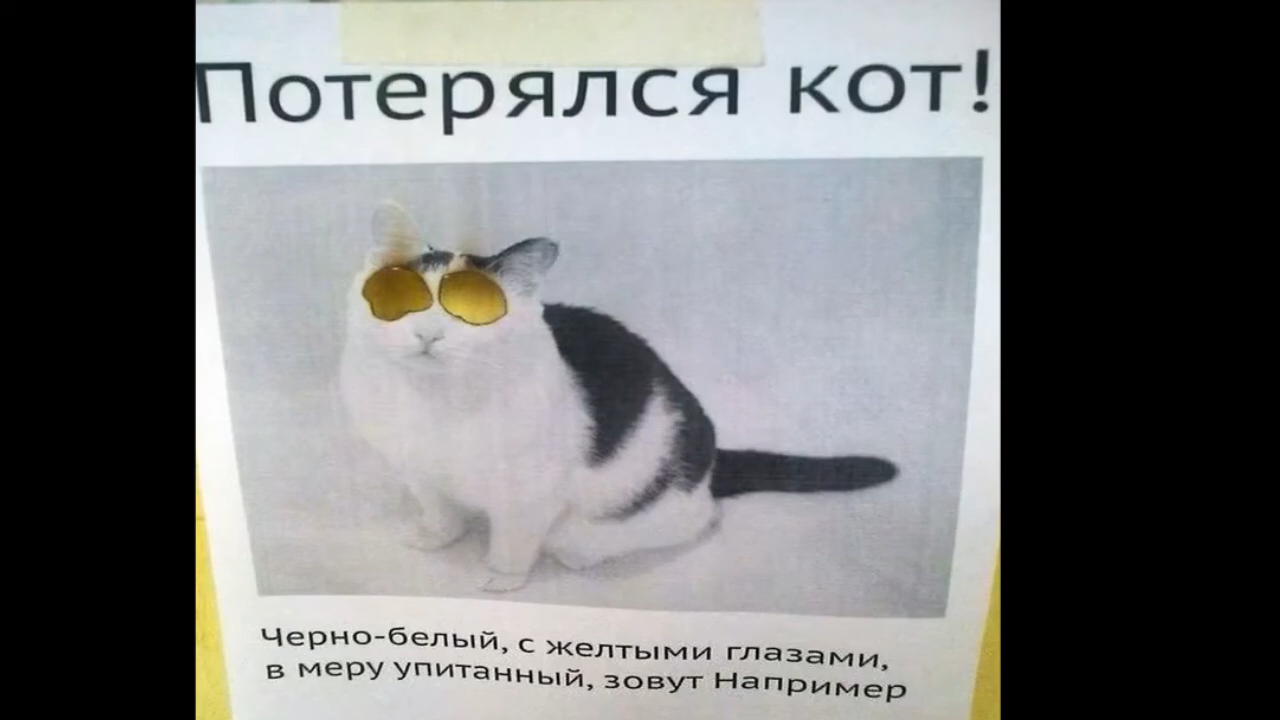 Потерялся кот!
Черно-белый, с желтыми глазами,
в меру упитанный, зовут Например